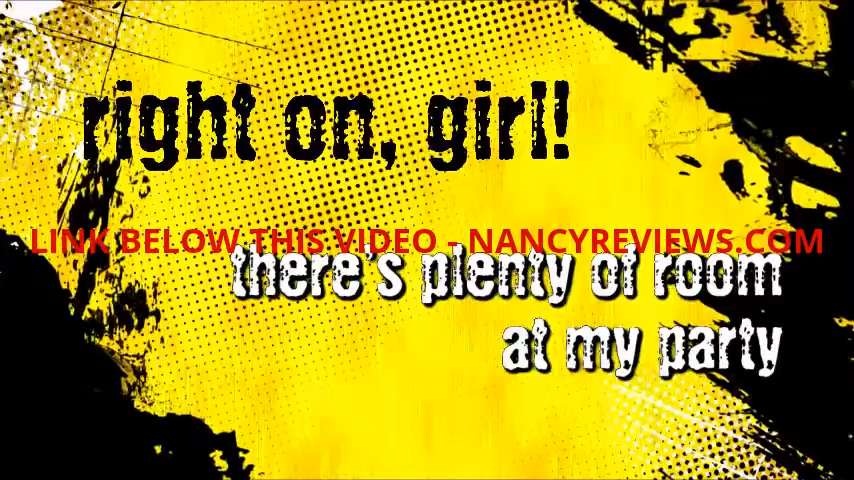 right on, girl!
LINK BELOW THIS VIDEO - NANCYREVIEWS.COM
there's plenty of room
at my party